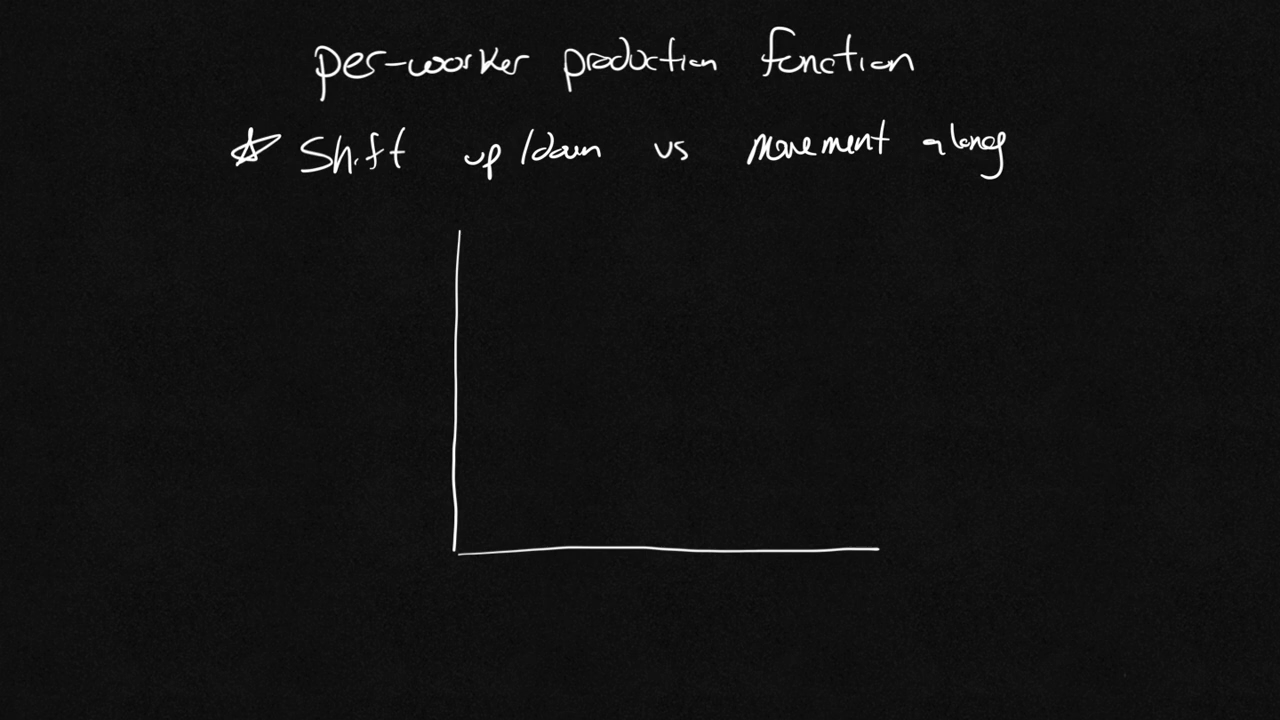 per-worker production function
☆ Shift up/down vs movement along